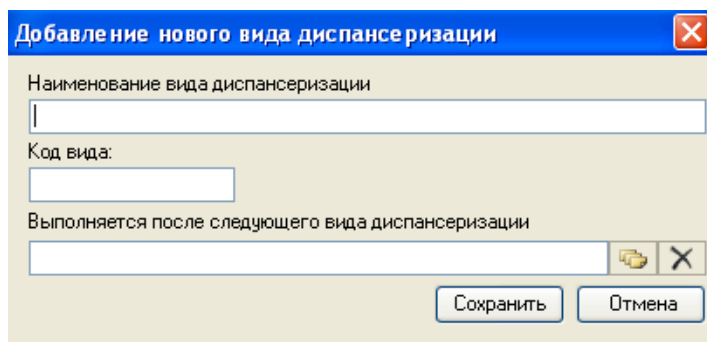 Добавление нового вида диспансеризации
Наименование вида диспансеризации
Код вида:
Выполняется после следующего вида диспансеризации
Сохранить Отмена